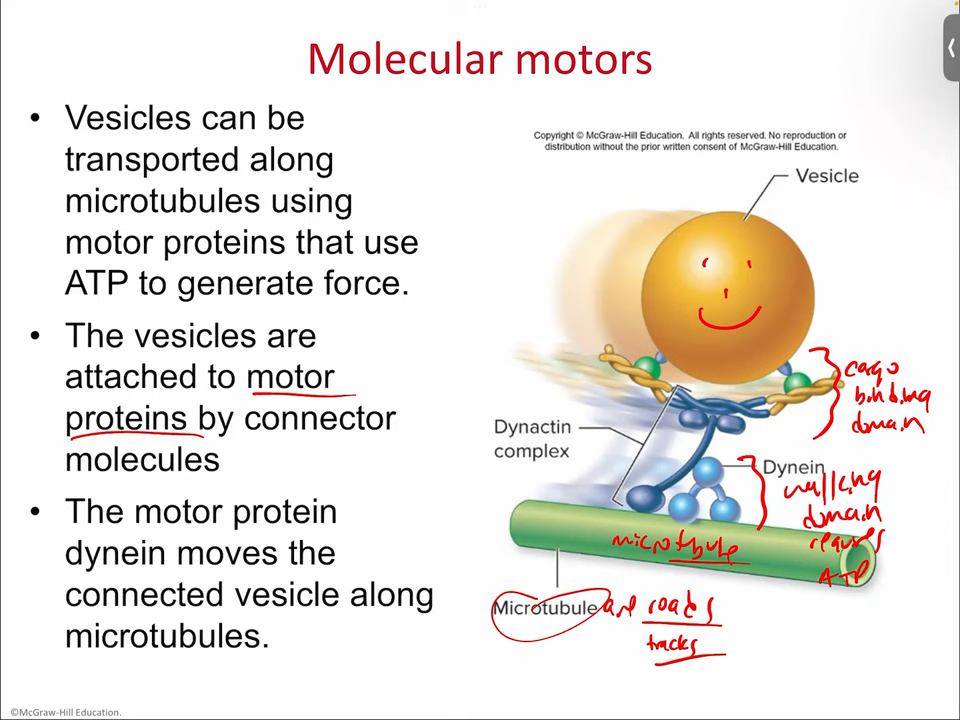 Molecular motors
• Vesicles can be
transported along
microtubules using
motor proteins that use
ATP to generate force.
• The vesicles are
attached to motor
proteins by connector
molecules
• The motor protein
dynein moves the
connected vesicle along
microtubules.
Copyright © McGraw-Hill Education. All rights reserved. No reproduction or
distribution without the prior written consent of McGraw-Hill Education.
Vesicle
cargo
binding
domain
Dynactin
complex
Dynein
walking
domain
requires
ATP
microtubule
Microtubule are roads
tracks
©McGraw-Hill Education.